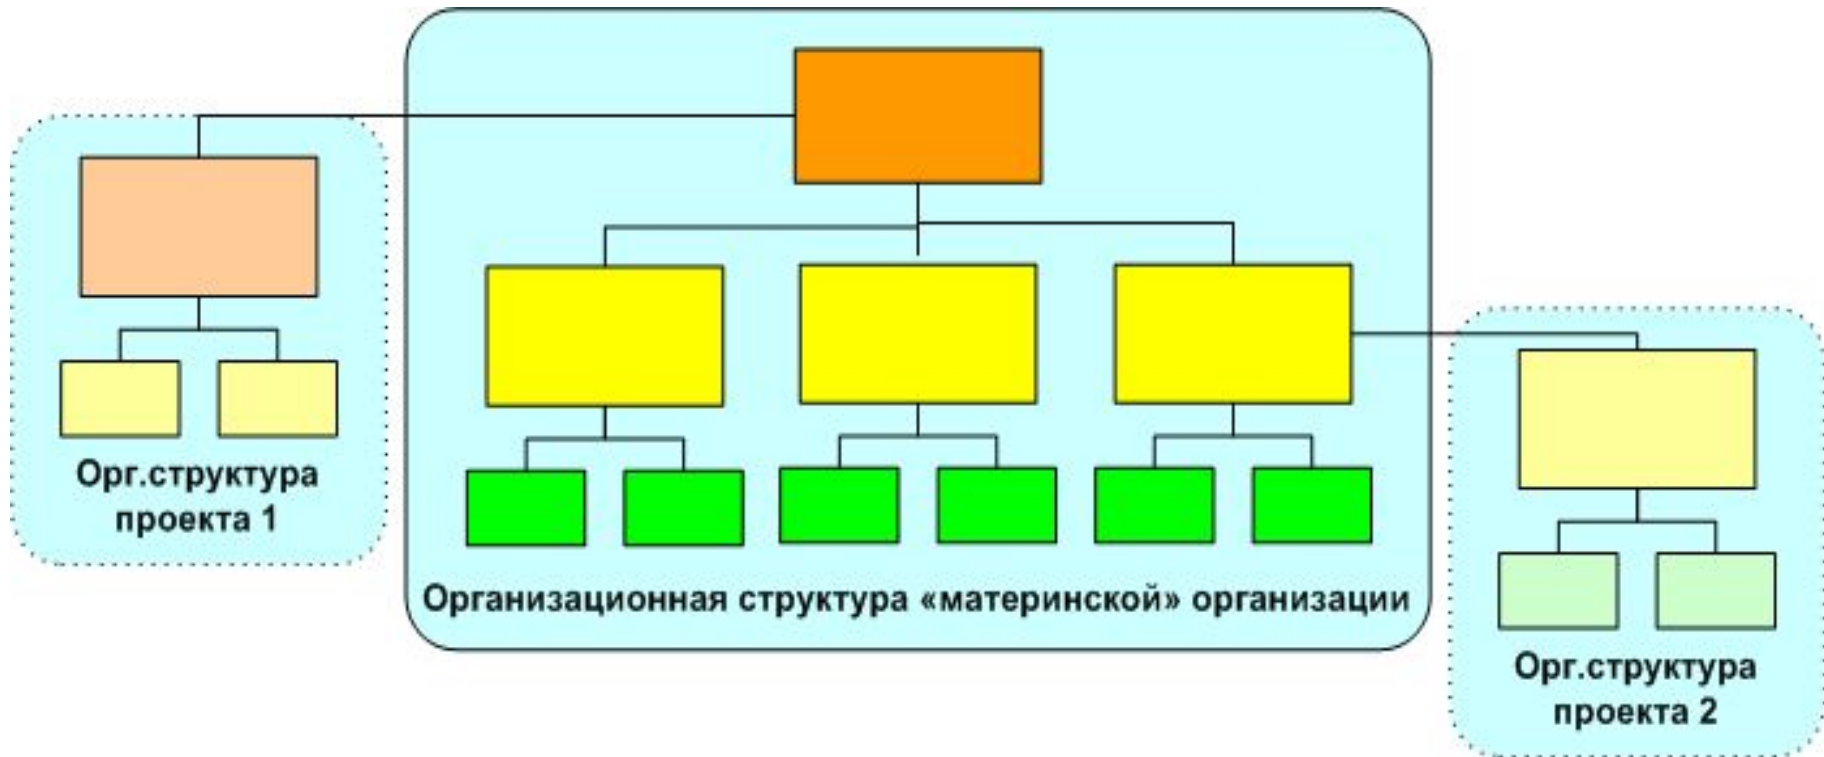 Орг.структура
проекта 1
Организационная структура «материнской» организации
Орг.структура
проекта 2